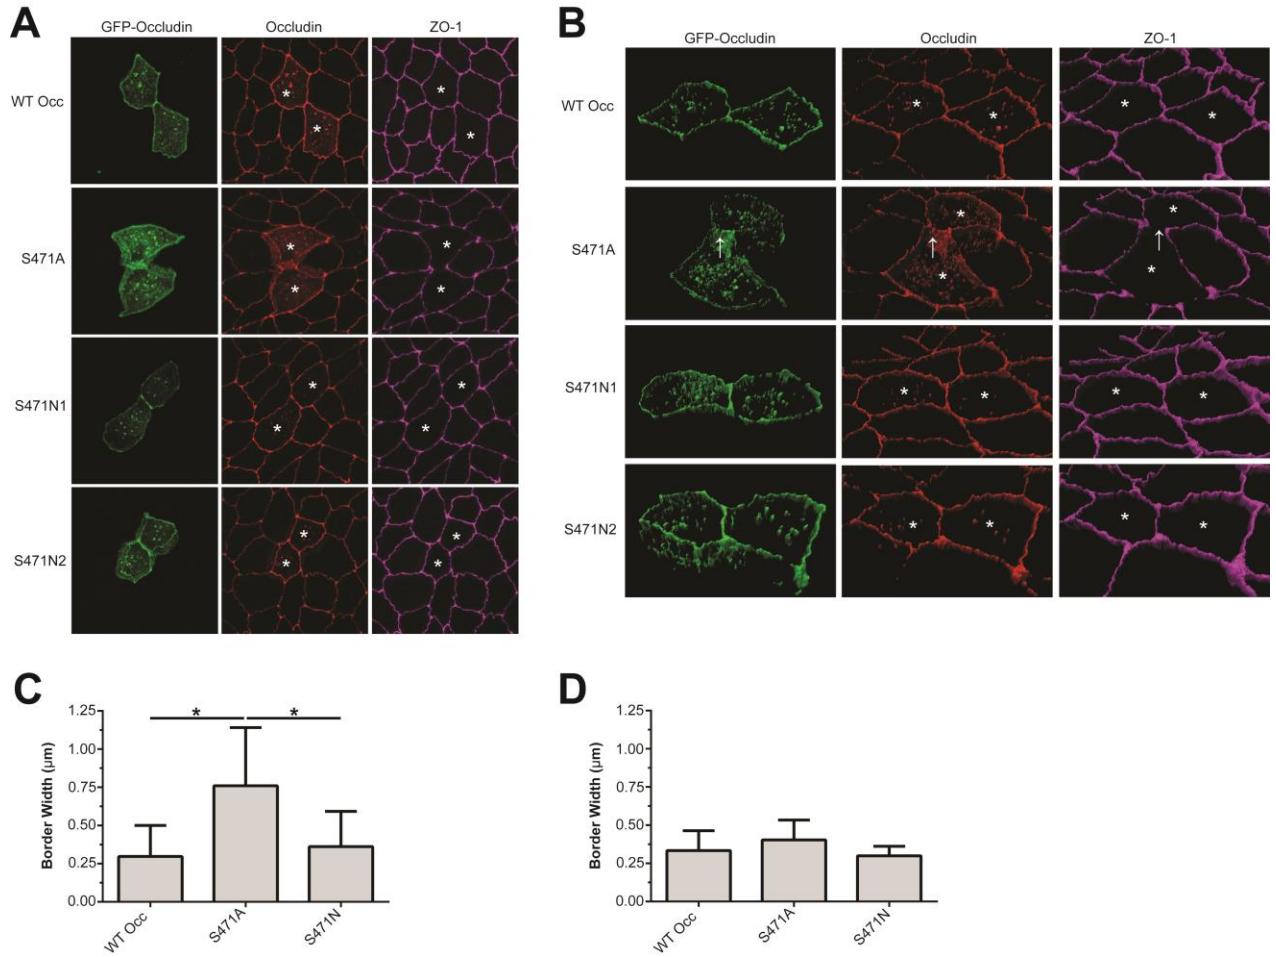 A
GFP-Occludin Occludin ZO-1
WT Occ
* * * *
S471A
* * * *
S471N1
* * * *
S471N2
* * * *
B
GFP-Occludin Occludin ZO-1
WT Occ
* * * *
S471A
* * * *
S471N1
* * * *
S471N2
* * * *
C
Border Width (µm)
1.25
1.00
0.75
0.50
0.25
0.00
* *
WT Occ S471A S471N
D
Border Width (µm)
1.25
1.00
0.75
0.50
0.25
0.00
WT Occ S471A S471N